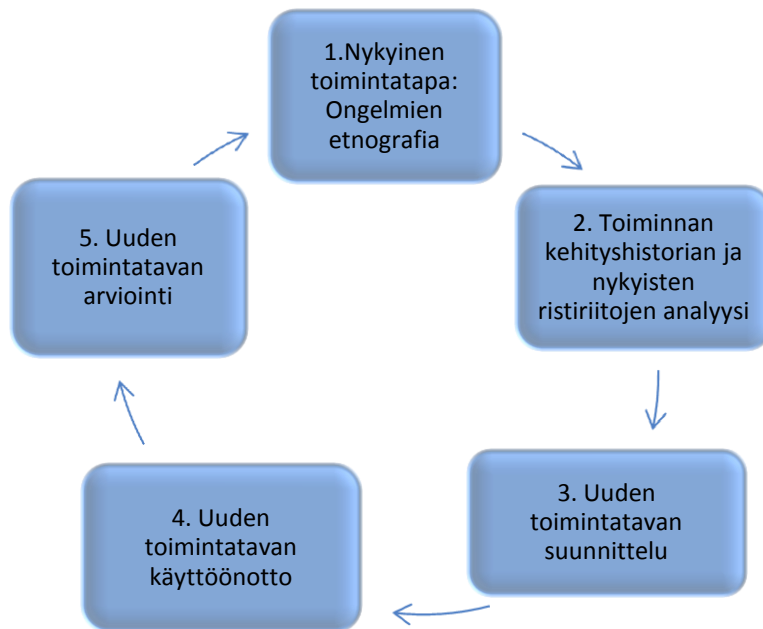 1.Nykyinen
toimintatapa:
Ongelmien
etnografia
2. Toiminnan
kehityshistorian ja
nykyisten
ristiriitojen analyysi
3. Uuden
toimintatavan
suunnittelu
4. Uuden
toimintatavan
käyttöönotto
5. Uuden
toimintatavan
arviointi